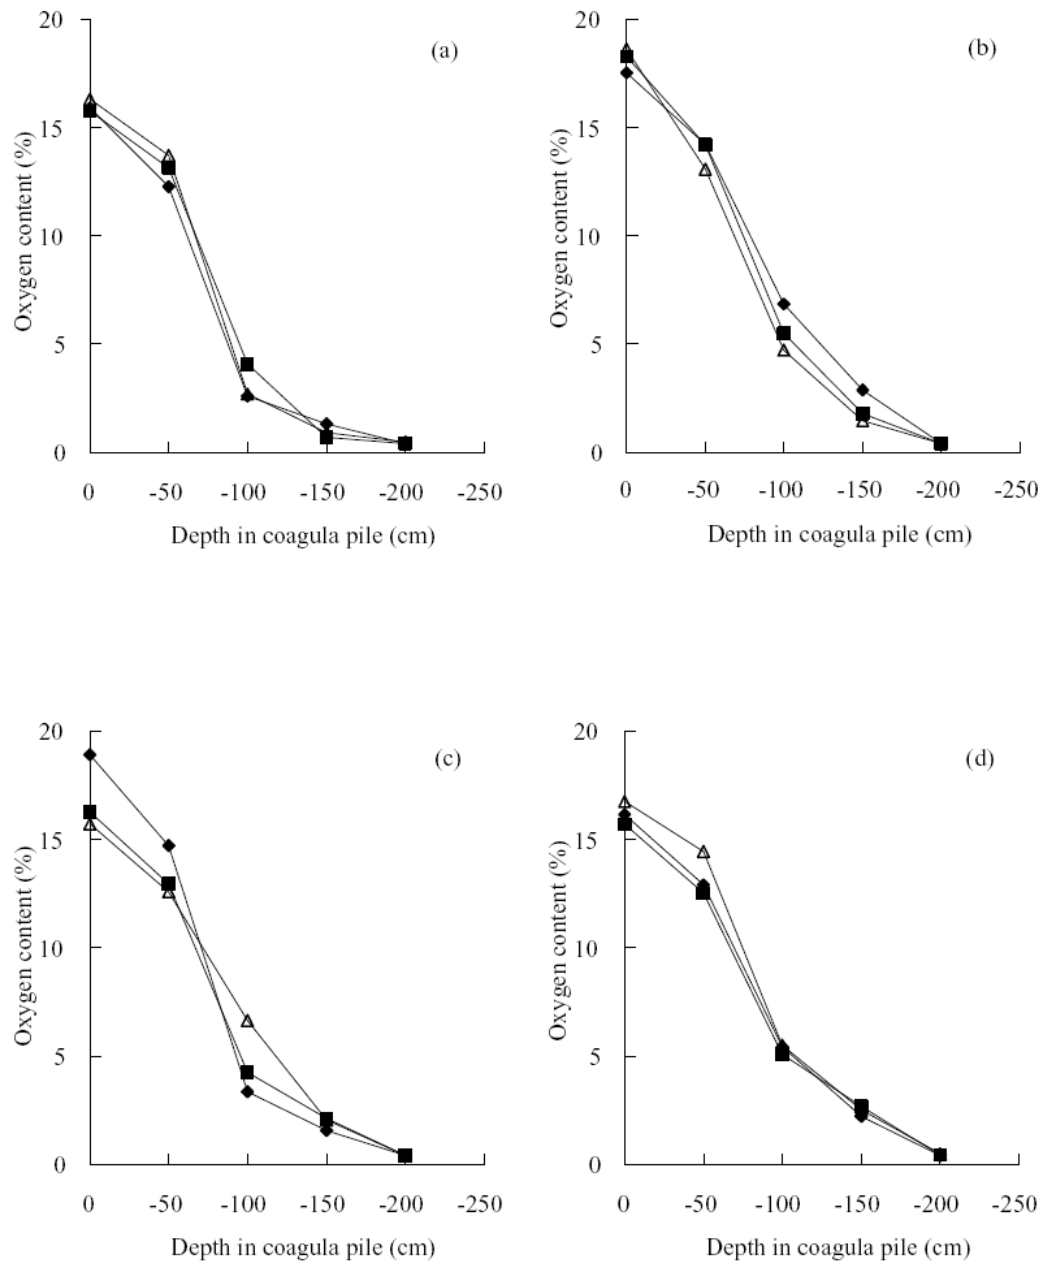 20
(a)
15
10
5
0
Oxygen content (%)
0 -50 -100 -150 -200 -250
Depth in coagula pile (cm)
20
(b)
15
10
5
0
Oxygen content (%)
0 -50 -100 -150 -200 -250
Depth in coagula pile (cm)
20
(c)
15
10
5
0
Oxygen content (%)
0 -50 -100 -150 -200 -250
Depth in coagula pile (cm)
20
(d)
15
10
5
0
Oxygen content (%)
0 -50 -100 -150 -200 -250
Depth in coagula pile (cm)